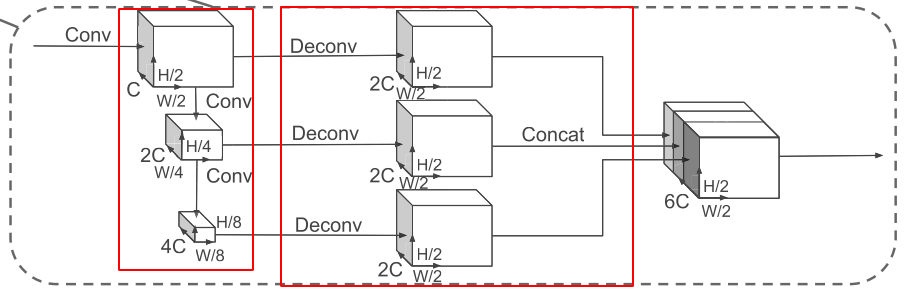 Conv
C
H/2
W/2
Conv
2C
H/4
W/4
Conv
4C
H/8
W/8
Deconv
2C
H/2
W/2
Deconv
2C
H/2
W/2
Deconv
2C
H/2
W/2
Concat
6C
H/2
W/2